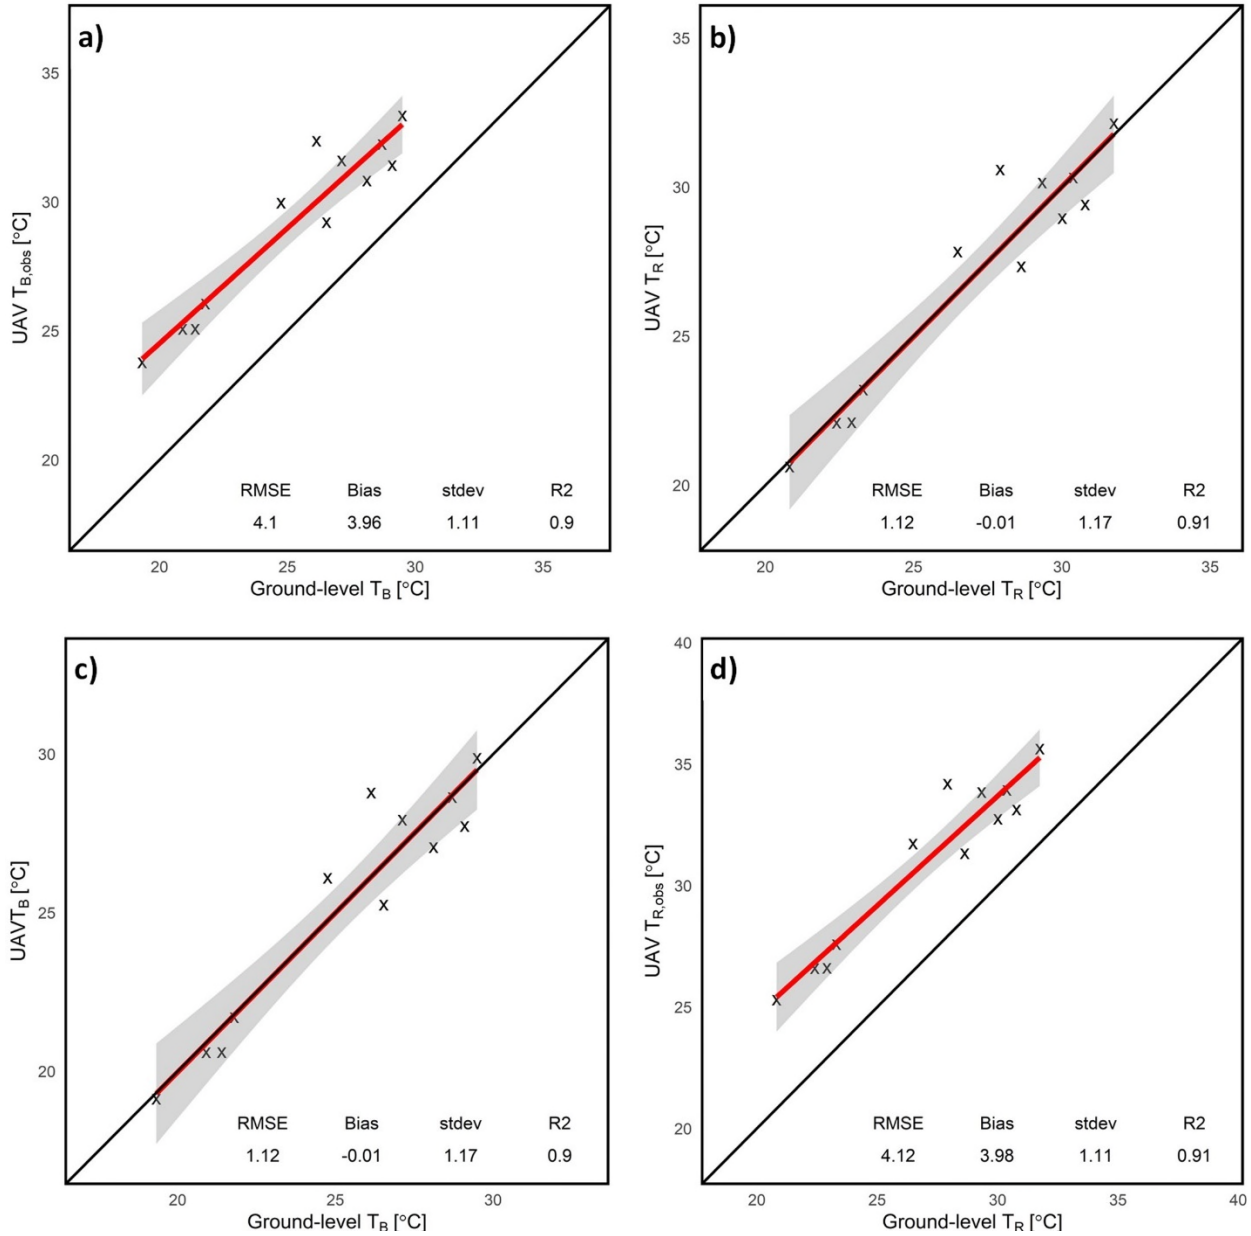 a)
35
30
25
20
UAV T_B,obs [°C]
RMSE Bias stdev R2
4.1 3.96 1.11 0.9
20 25 30 35
Ground-level T_B [°C]
b)
35
30
25
20
UAV T_R [°C]
RMSE Bias stdev R2
1.12 -0.01 1.17 0.91
20 25 30 35
Ground-level T_R [°C]
c)
30
25
20
UAVT_B [°C]
RMSE Bias stdev R2
1.12 -0.01 1.17 0.9
20 25 30
Ground-level T_B [°C]
d)
40
35
30
25
20
UAV T_R,obs [°C]
RMSE Bias stdev R2
4.12 3.98 1.11 0.91
20 25 30 35 40
Ground-level T_R [°C]